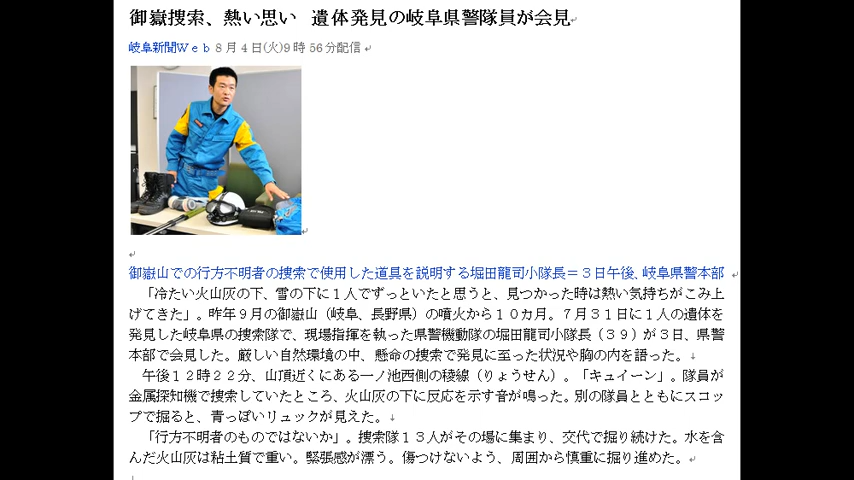 御嶽捜索、熱い思い　遺体発見の岐阜県警隊員が会見
岐阜新聞Ｗｅｂ 8 月 4 日(火)9 時 56 分配信
御嶽山での行方不明者の捜索で使用した道具を説明する堀田龍司小隊長＝３日午後、岐阜県警本部
「冷たい火山灰の下、雪の下に１人でずっといたと思うと、見つかった時は熱い気持ちがこみ上
げてきた」。昨年９月の御嶽山（岐阜、長野県）の噴火から１０カ月。７月３１日に１人の遺体を
発見した岐阜県の捜索隊で、現場指揮を執った県警機動隊の堀田龍司小隊長（３９）が３日、県警
本部で会見した。厳しい自然環境の中、懸命の捜索で発見に至った状況や胸の内を語った。
午後１２時２２分、山頂近くにある一ノ池西側の稜線（りょうせん）。「キュイーン」。隊員が
金属探知機で捜索していたところ、火山灰の下に反応を示す音が鳴った。別の隊員とともにスコッ
プで掘ると、青っぽいリュックが見えた。
「行方不明者のものではないか」。捜索隊１３人がその場に集まり、交代で掘り続けた。水を含
んだ火山灰は粘土質で重い。緊張感が漂う。傷つけないよう、周囲から慎重に掘り進めた。